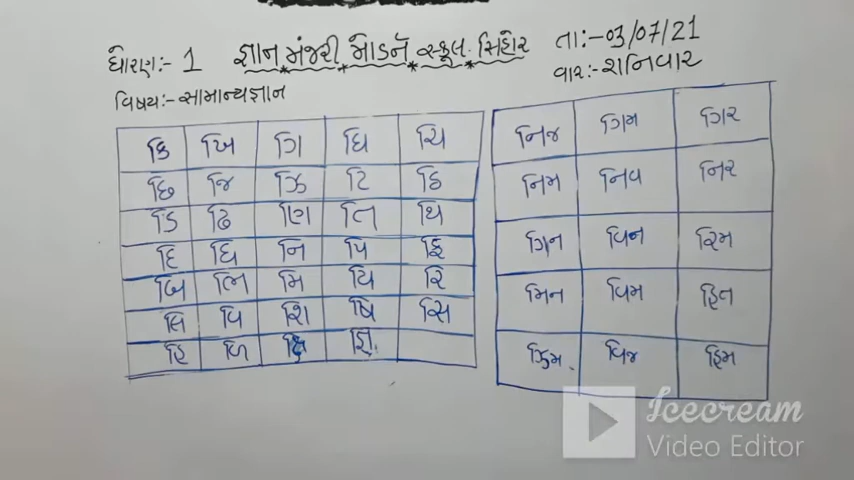 ધોરણ:- 1 જ્ઞાન મંજરી મોડર્ન સ્કૂલ. સિહોર તા:-03/07/21
વિષય:- સામાન્યજ્ઞાન વાર:- શનિવાર
કિ ખિ ગિ ઘિ ચિ
છિ જિ ઝિ ટિ ઠિ
ડિ ઢિ ણિ તિ થિ
દિ ધિ નિ પિ ફિ
બિ ભિ મિ યિ રિ
લિ વિ શિ ષિ સિ
હિ ળિ ક્ષિ જ્ઞિ
નિજ ગિમ ગિર
નિમ નિવ નિર
ગિન વિન રિમ
મિન વિમ હિત
ઝિમ. વિજ હિમ
Icecream
Video Editor